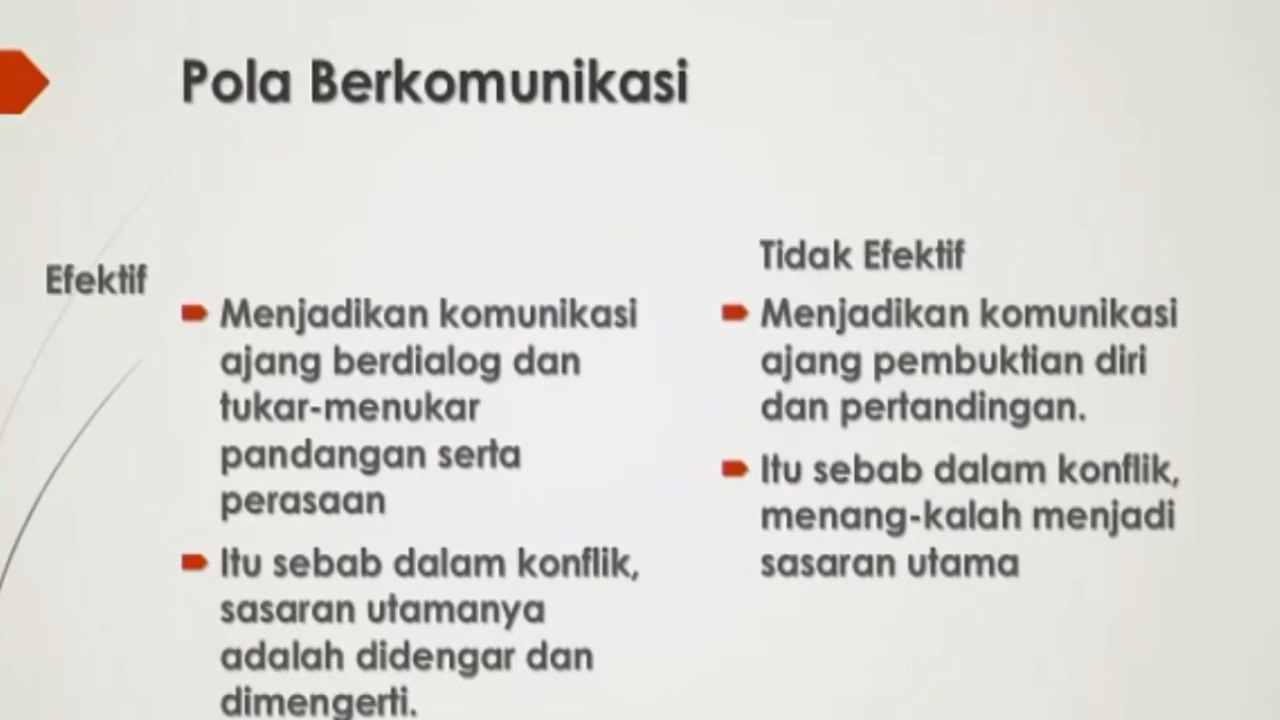 Pola Berkomunikasi
Efektif
Menjadikan komunikasi
ajang berdialog dan
tukar-menukar
pandangan serta
perasaan
Itu sebab dalam konflik,
sasaran utamanya
adalah didengar dan
dimengerti.
Tidak Efektif
Menjadikan komunikasi
ajang pembuktian diri
dan pertandingan.
Itu sebab dalam konflik,
menang-kalah menjadi
sasaran utama